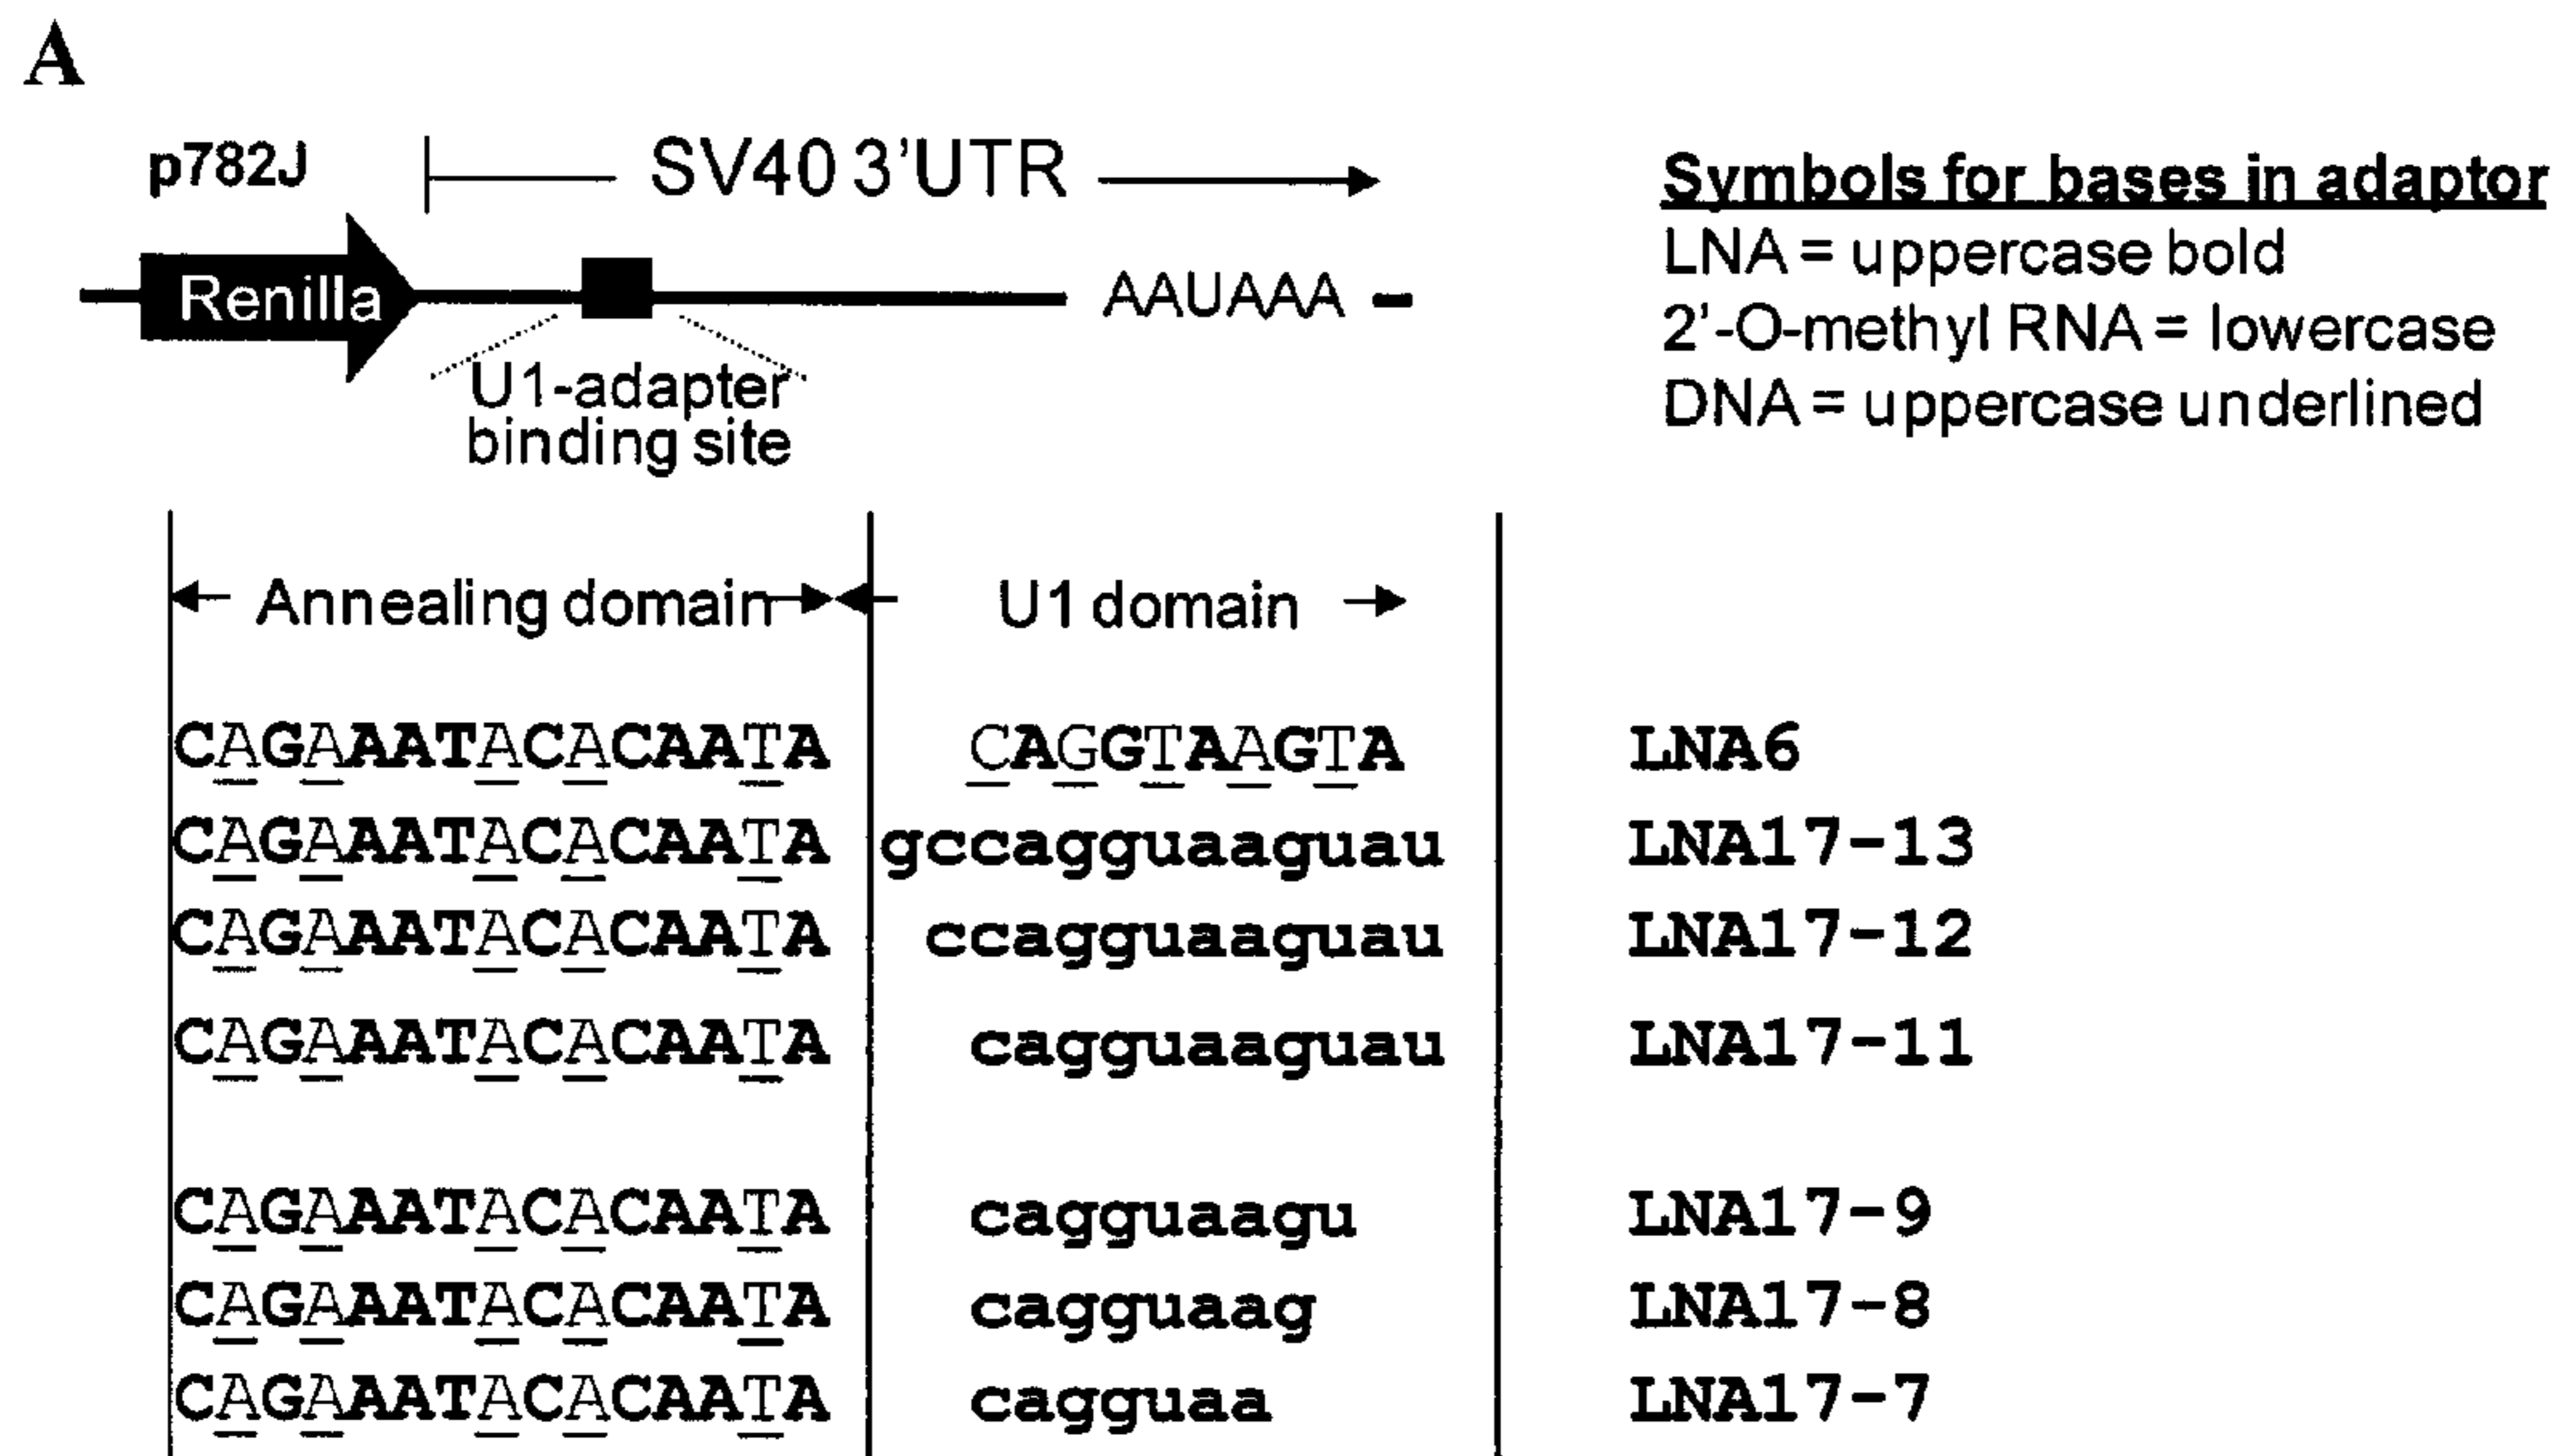 A
p782J
SV40 3'UTR
Renilla
AAUAAA
U1-adapter
binding site
Symbols for bases in adaptor
LNA = uppercase bold
2'-O-methyl RNA = lowercase
DNA = uppercase underlined
Annealing domain
U1 domain
CAGAAATACACAATA CAGGTAAGTA LNA6
CAGAAATACACAATA gccagguaaguau LNA17-13
CAGAAATACACAATA ccagguaaguau LNA17-12
CAGAAATACACAATA cagguaaguau LNA17-11
CAGAAATACACAATA cagguaagu LNA17-9
CAGAAATACACAATA cagguaag LNA17-8
CAGAAATACACAATA cagguaa LNA17-7